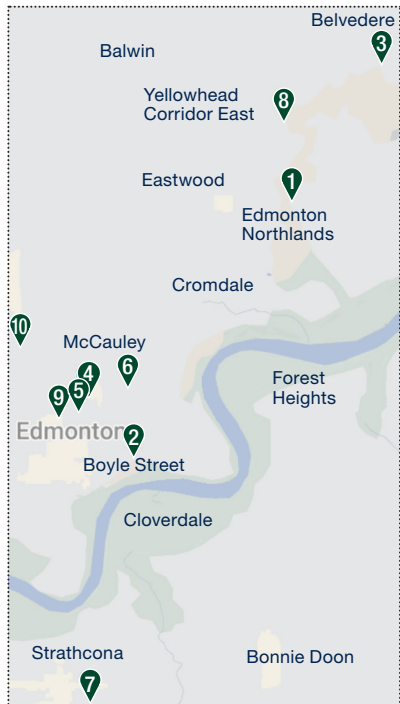 Belvedere
3
Balwin
Yellowhead
Corridor East
8
Eastwood
1
Edmonton
Northlands
Cromdale
10
McCauley
6
4
5
9
Forest
Heights
Edmonton
2
Boyle Street
Cloverdale
Strathcona
Bonnie Doon
7